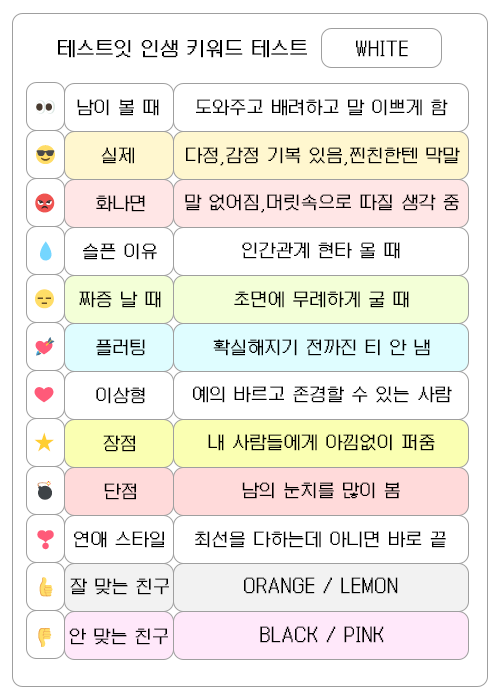 테스트잇 인생 키워드 테스트 WHITE
남이 볼 때 도와주고 배려하고 말 이쁘게 함
실제 다정,감정 기복 있음,찐친한텐 막말
화나면 말 없어짐,머릿속으로 따질 생각 중
슬픈 이유 인간관계 현타 올 때
짜증 날 때 초면에 무례하게 굴 때
플러팅 확실해지기 전까진 티 안 냄
이상형 예의 바르고 존경할 수 있는 사람
장점 내 사람들에게 아낌없이 퍼줌
단점 남의 눈치를 많이 봄
연애 스타일 최선을 다하는데 아니면 바로 끝
잘 맞는 친구 ORANGE / LEMON
안 맞는 친구 BLACK / PINK